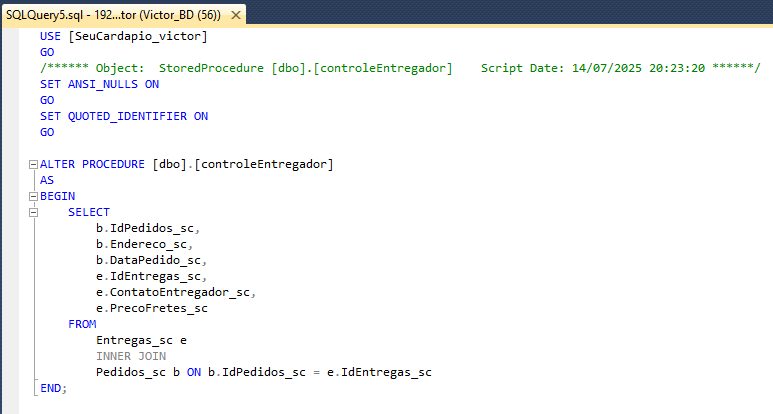 SQLQuery5.sql - 192...tor (Victor_BD (56))
USE [SeuCardapio_victor]
GO
/****** Object:  StoredProcedure [dbo].[controleEntregador]    Script Date: 14/07/2025 20:23:20 ******/
SET ANSI_NULLS ON
GO
SET QUOTED_IDENTIFIER ON
GO
ALTER PROCEDURE [dbo].[controleEntregador]
AS
BEGIN
SELECT
b.IdPedidos_sc,
b.Endereco_sc,
b.DataPedido_sc,
e.IdEntregas_sc,
e.ContatoEntregador_sc,
e.PrecoFretes_sc
FROM
Entregas_sc e
INNER JOIN
Pedidos_sc b ON b.IdPedidos_sc = e.IdEntregas_sc
END;